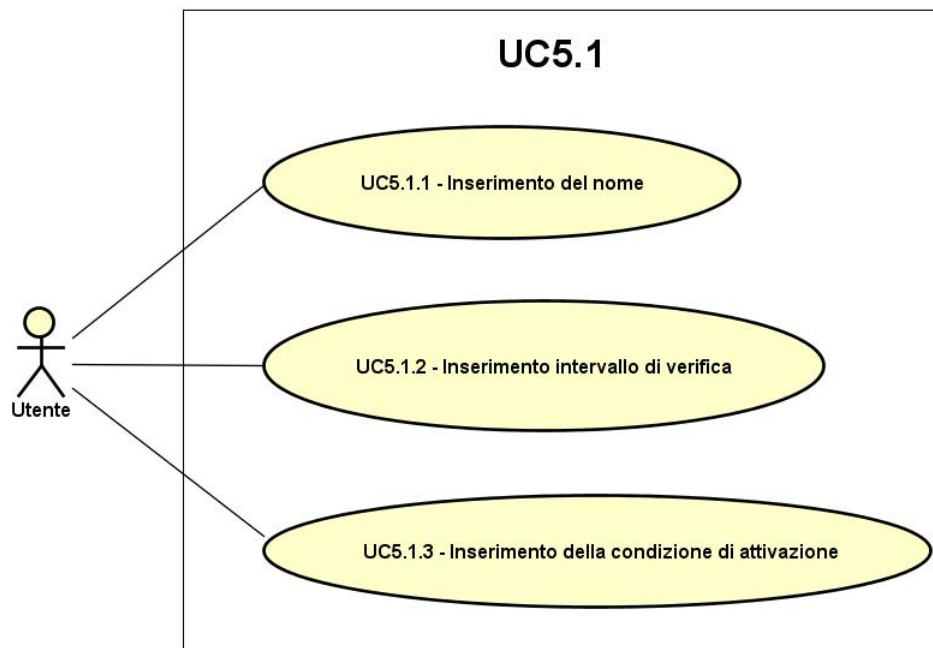 UC5.1
UC5.1.1 - Inserimento del nome
UC5.1.2 - Inserimento intervallo di verifica
Utente
UC5.1.3 - Inserimento della condizione di attivazione